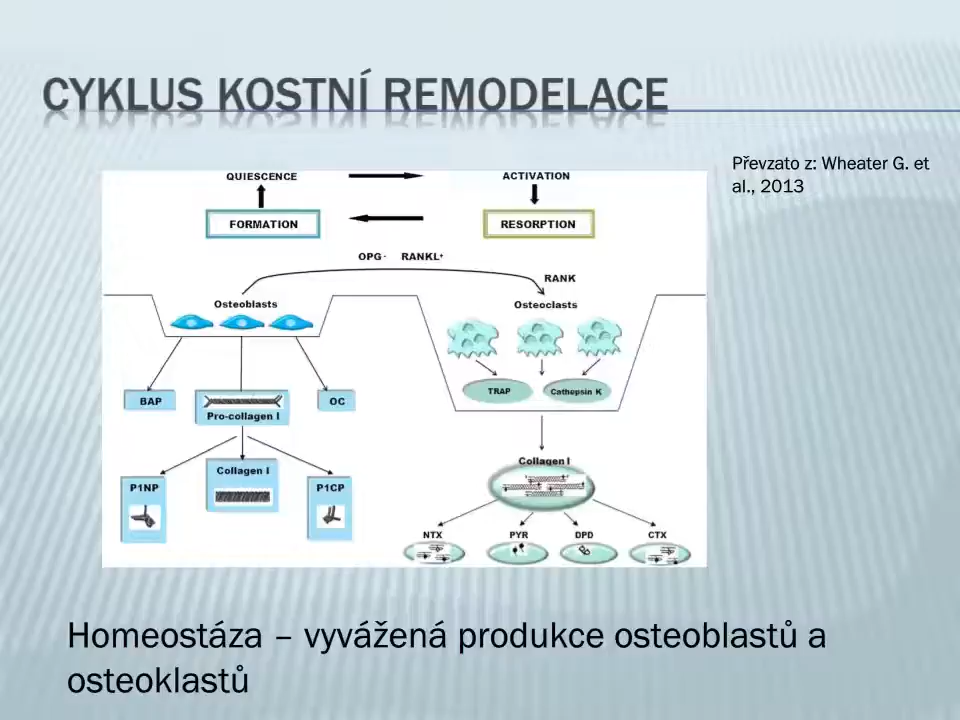 CYKLUS KOSTNÍ REMODELACE
Převzato z: Wheater G. et
al., 2013
QUIESCENCE
ACTIVATION
FORMATION
RESORPTION
OPG - RANKL+
RANK
Osteoblasts
Osteoclasts
BAP
Pro-collagen I
OC
TRAP
Cathepsin K
P1NP
Collagen I
P1CP
Collagen I
NTX
PYR
DPD
CTX
Homeostáza – vyvážená produkce osteoblastů a
osteoklastů